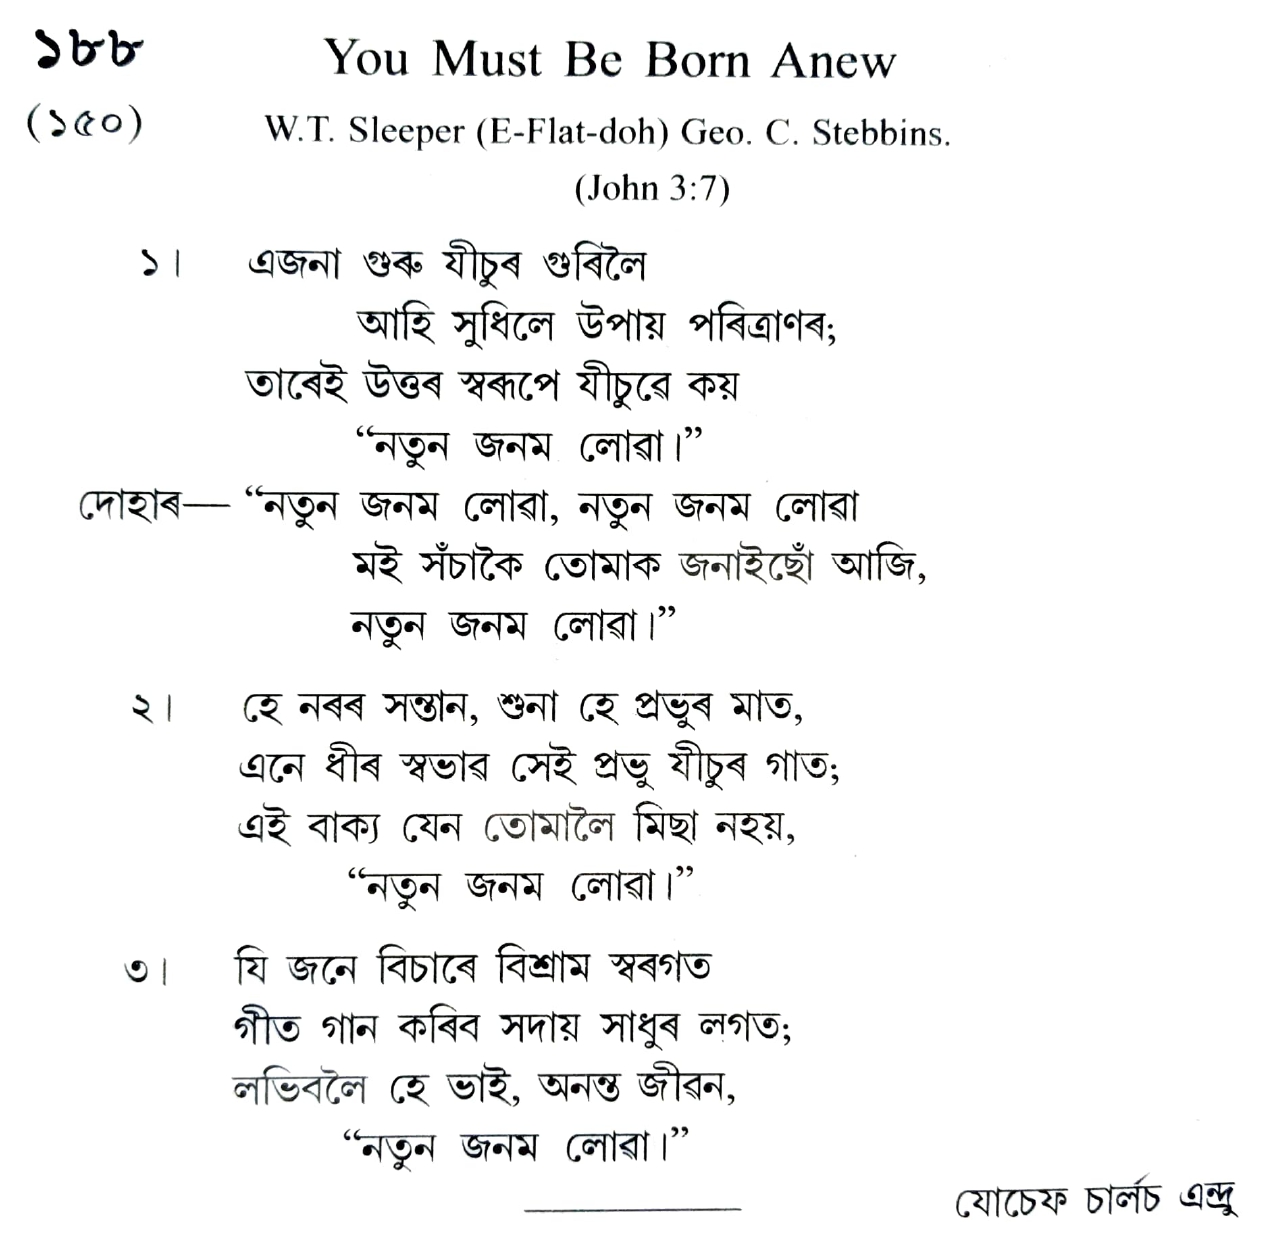 ১৮৮
You Must Be Born Anew
(১৫০)
W.T. Sleeper (E-Flat-doh) Geo. C. Stebbins.
(John 3:7)
১। এজনা গুৰু যীচুৰ গুৰিলৈ
আহি সুধিলে উপায় পৰিত্ৰাণৰ;
তাৰেই উত্তৰ স্বৰূপে যীচুৱে কয়
“নতুন জনম লোৱা।”
দোহাৰ— “নতুন জনম লোৱা, নতুন জনম লোৱা
মই সঁচাকৈ তোমাক জনাইছোঁ আজি,
নতুন জনম লোৱা।”
২। হে নৰৰ সন্তান, শুনা হে প্ৰভুৰ মাত,
এনে ধীৰ স্বভাৱ সেই প্ৰভু যীচুৰ গাত;
এই বাক্য যেন তোমালৈ মিছা নহয়,
“নতুন জনম লোৱা।”
৩। যি জনে বিচাৰে বিশ্ৰাম স্বৰগত
গীত গান কৰিব সদায় সাধুৰ লগত;
লভিবলৈ হে ভাই, অনন্ত জীৱন,
“নতুন জনম লোৱা।”
যোচেফ চাৰ্লচ এন্দ্ৰু